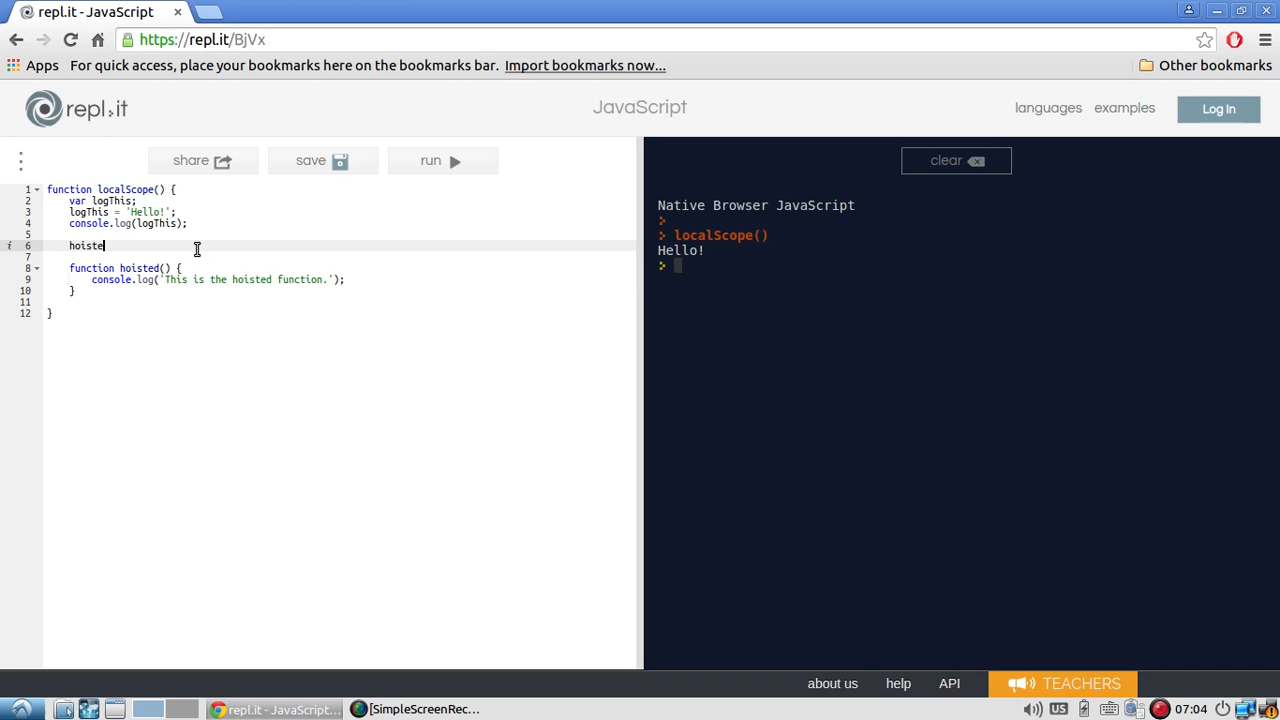 repl.it - JavaScript
https://repl.it/BjVx
Apps For quick access, place your bookmarks here on the bookmarks bar. Import bookmarks now... Other bookmarks
repl.it JavaScript languages examples Log In
share save run clear
1 function localScope() {
2 var logThis;
3 logThis = 'Hello!';
4 console.log(logThis);
5
6 hoiste
7
8 function hoisted() {
9 console.log('This is the hoisted function.');
10 }
11
12 }
Native Browser JavaScript
>
> localScope()
Hello!
>
about us help API TEACHERS
repl.it - JavaScript... [SimpleScreenRec... US 07:04